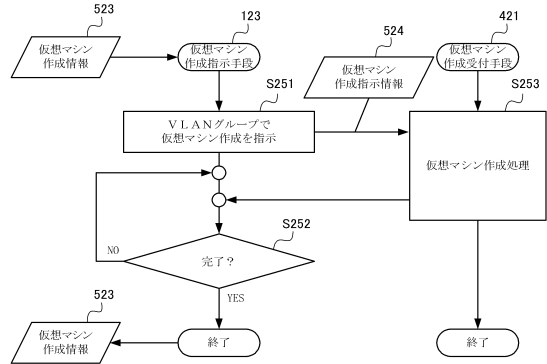 523
仮想マシン
作成情報
123
仮想マシン
作成指示手段
524
仮想マシン
作成指示情報
421
仮想マシン
作成受付手段
S251
ＶＬＡＮグループで
仮想マシン作成を指示
S253
仮想マシン作成処理
S252
完了？
NO
YES
523
仮想マシン
作成情報
終了
終了